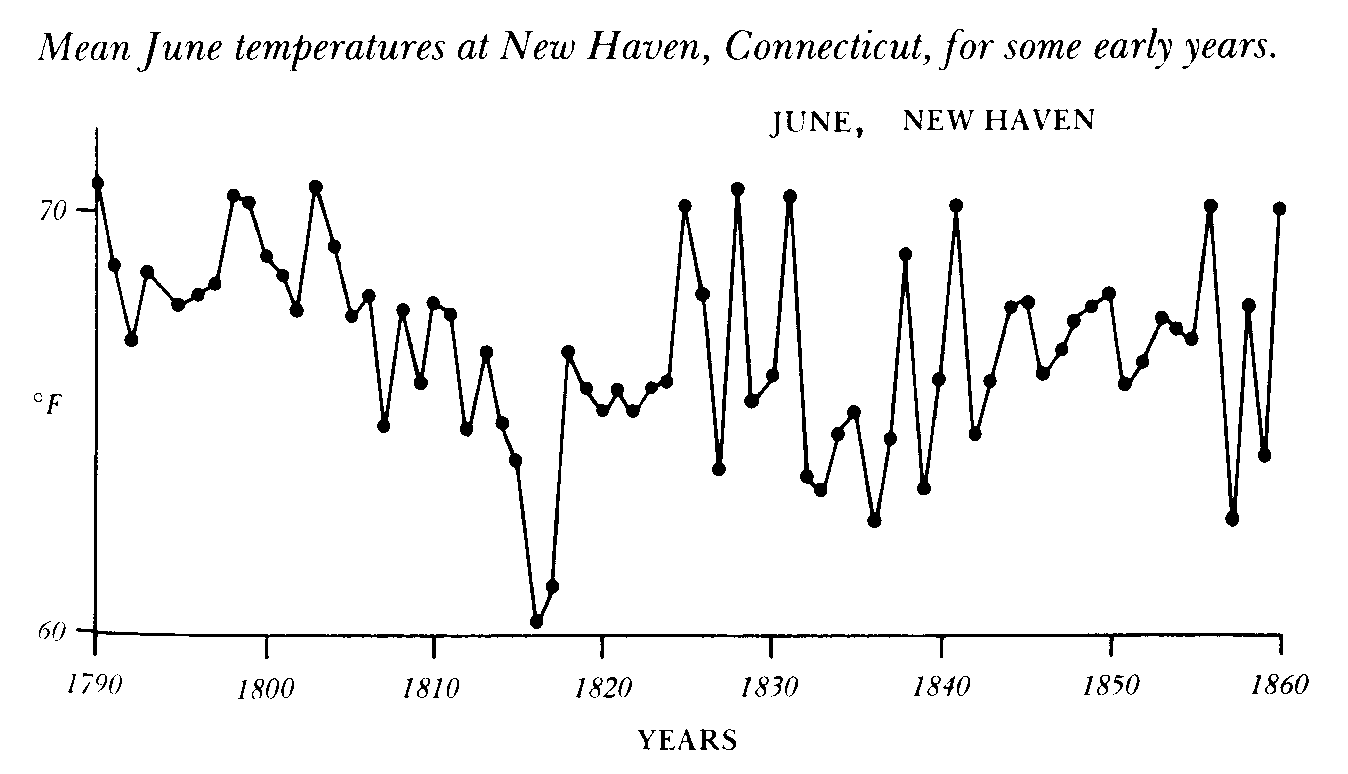 Mean June temperatures at New Haven, Connecticut, for some early years.
JUNE, NEW HAVEN
70
°F
60
1790 1800 1810 1820 1830 1840 1850 1860
YEARS